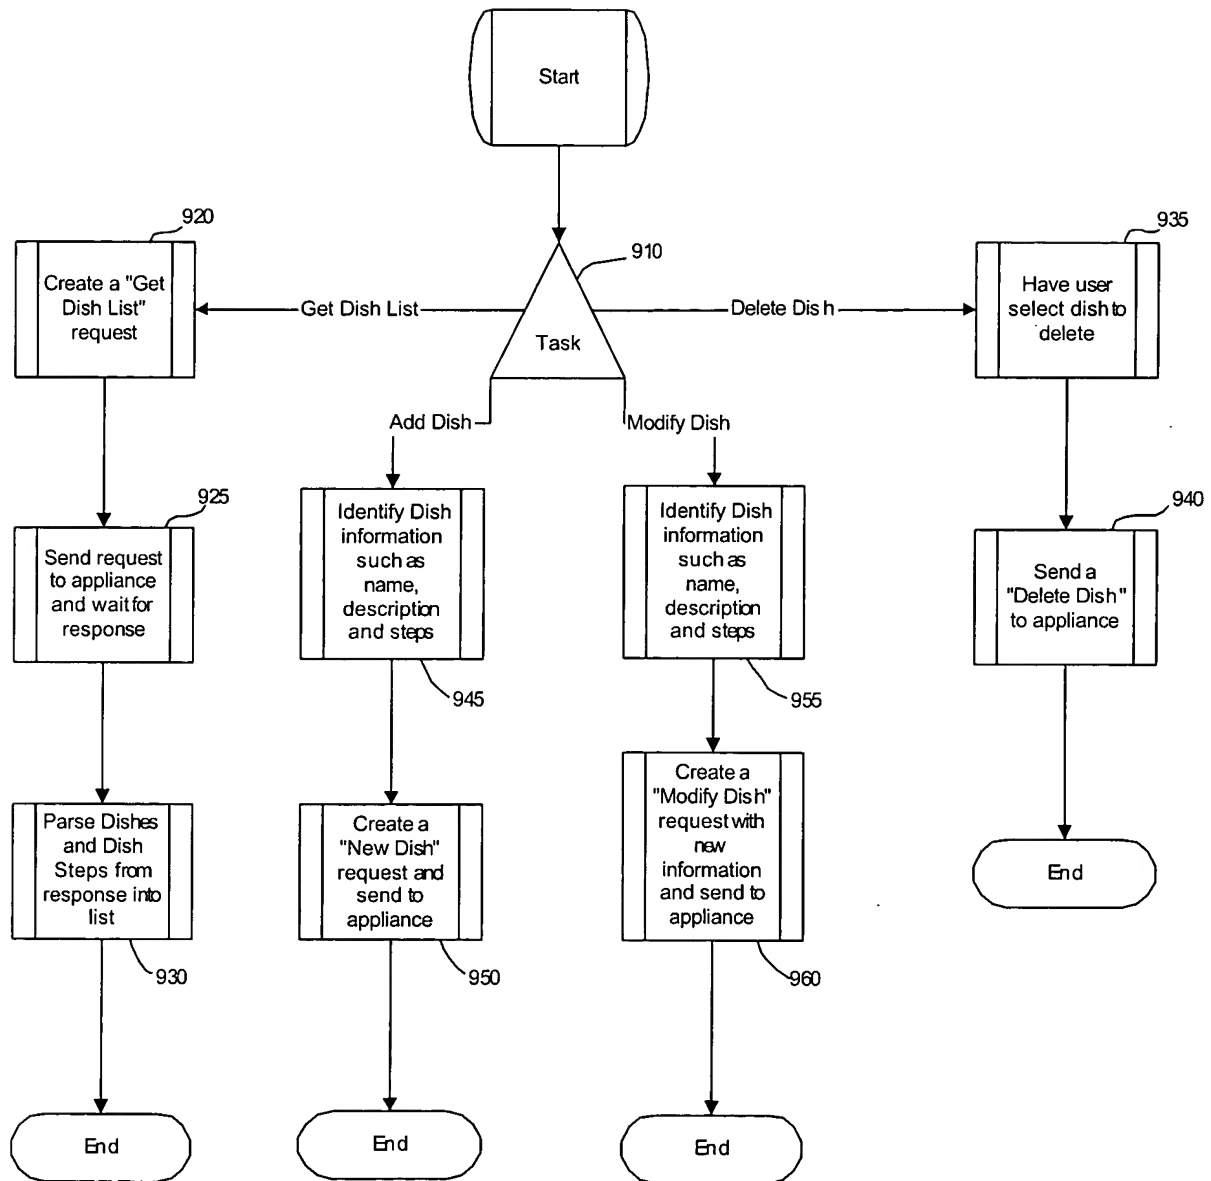 Start
920
Create a "Get
Dish List"
request
Get Dish List
910
Task
Delete Dish
935
Have user
select dish to
delete
Add Dish
Modify Dish
925
Send request
to appliance
and wait for
response
Identify Dish
information
such as
name,
description
and steps
945
Identify Dish
information
such as
name,
description
and steps
955
940
Send a
"Delete Dish"
to appliance
Parse Dishes
and Dish
Steps from
response into
list
930
Create a
"New Dish"
request and
send to
appliance
950
Create a
"Modify Dish"
request with
new
information
and send to
appliance
960
End
End
End
End